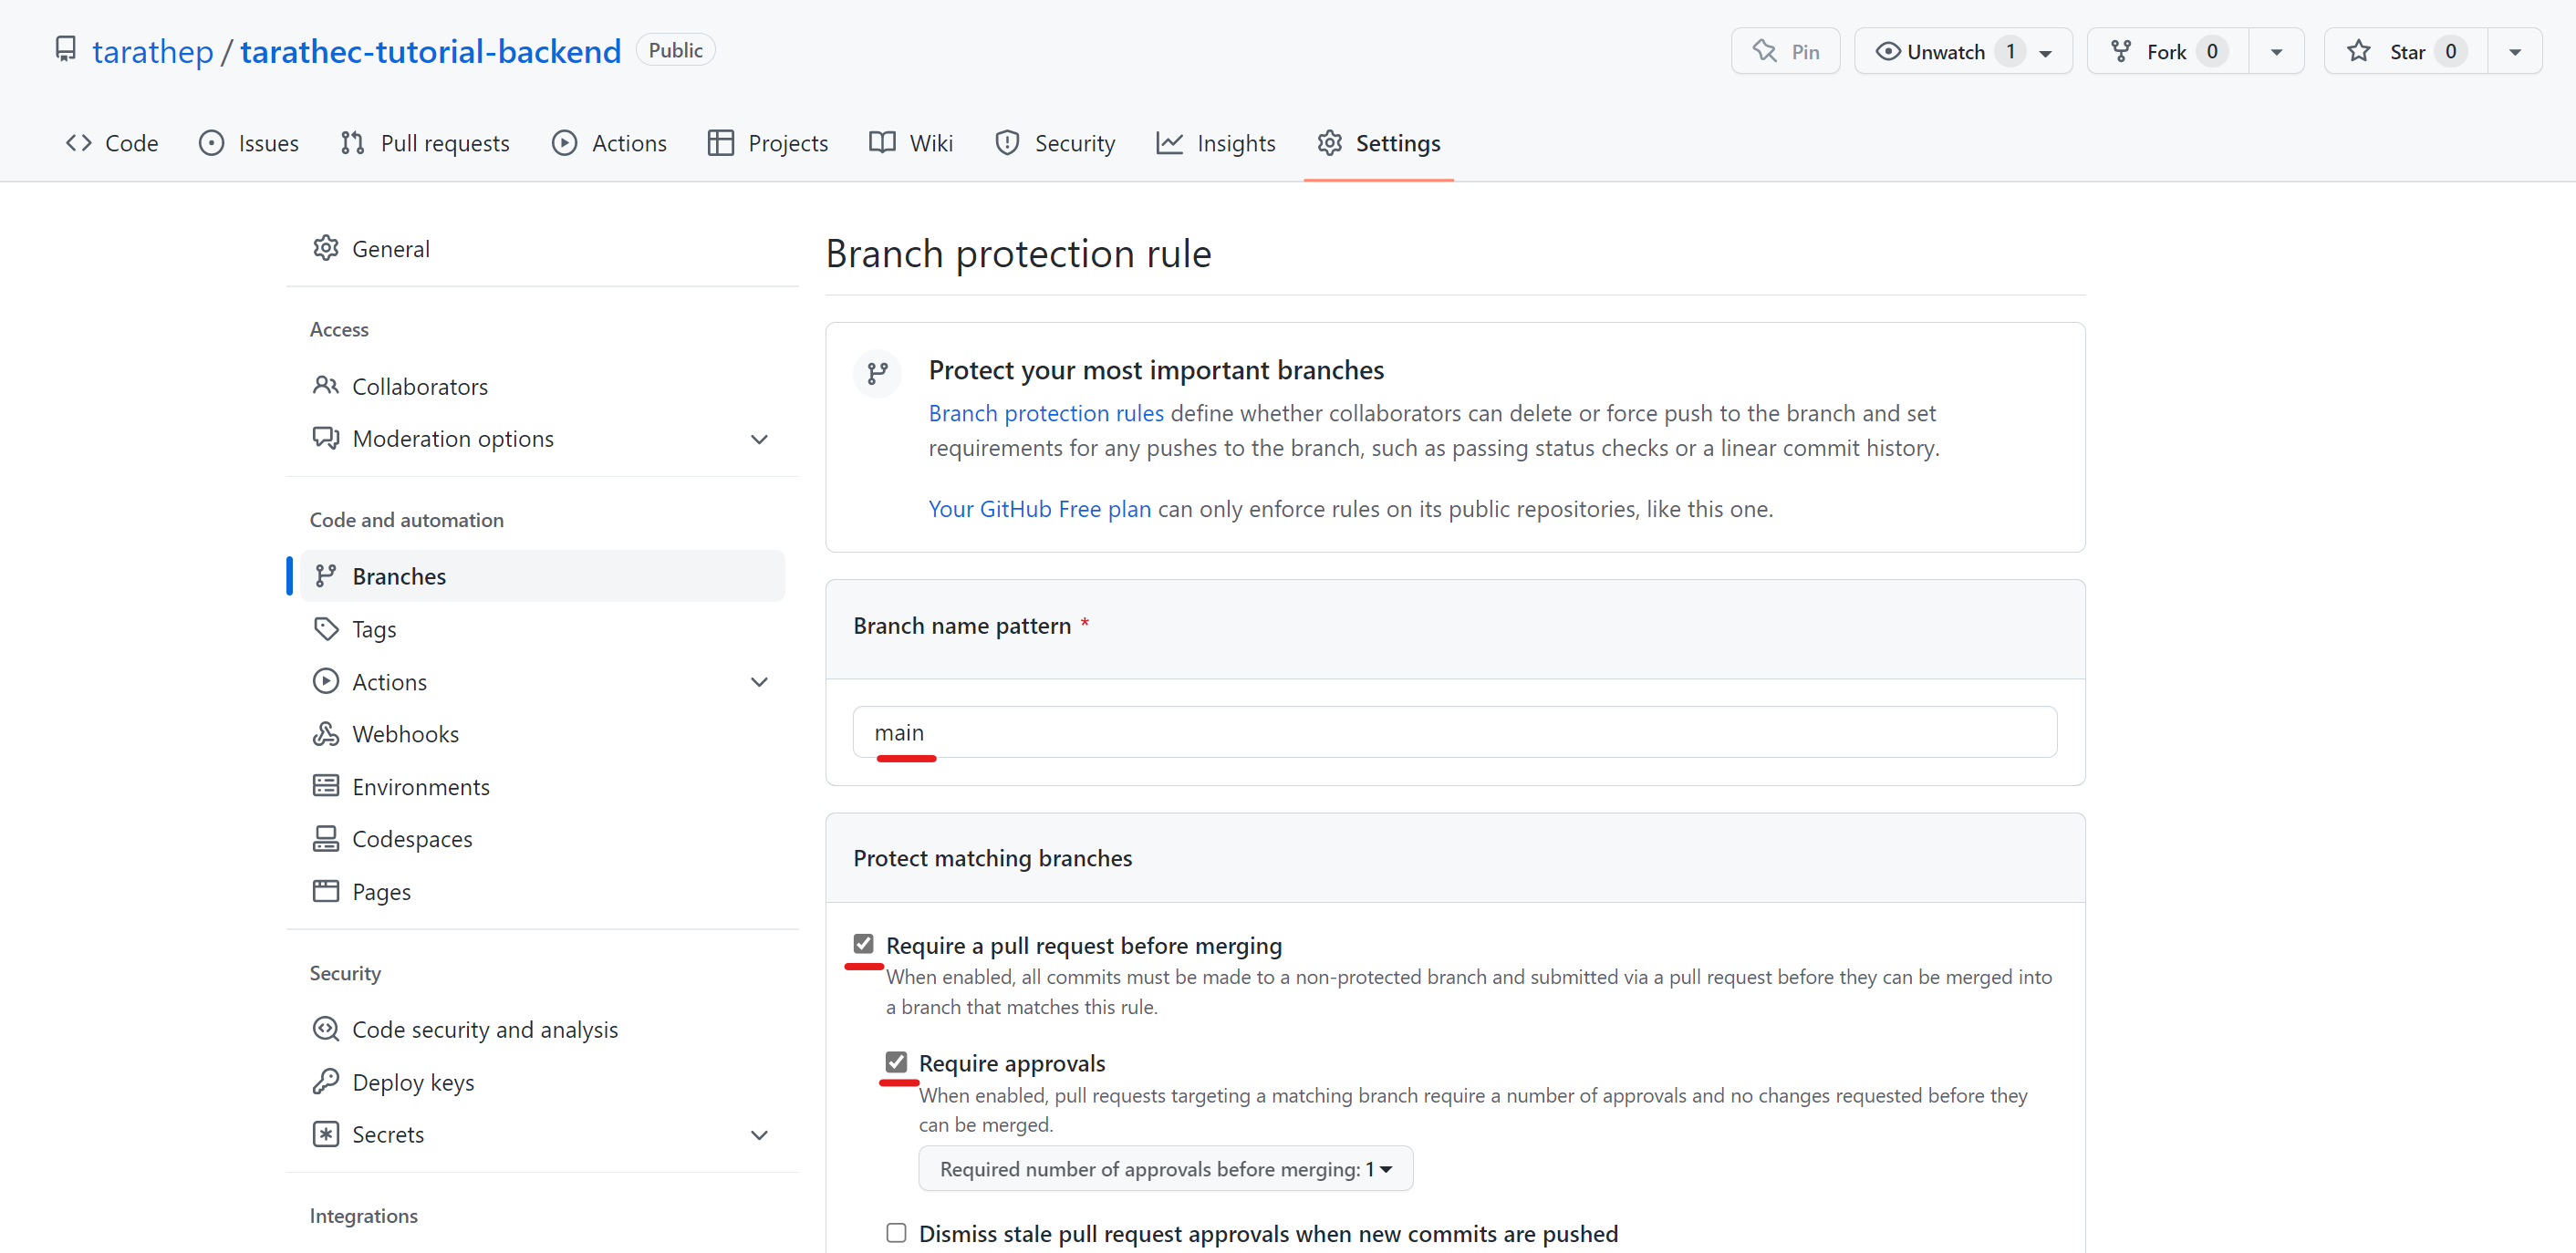 tarathep / tarathec-tutorial-backend Public
Pin Unwatch 1 Fork 0 Star 0
Code Issues Pull requests Actions Projects Wiki Security Insights Settings
General
Access
Collaborators
Moderation options
Code and automation
Branches
Tags
Actions
Webhooks
Environments
Codespaces
Pages
Security
Code security and analysis
Deploy keys
Secrets
Integrations
Branch protection rule
Protect your most important branches
Branch protection rules define whether collaborators can delete or force push to the branch and set
requirements for any pushes to the branch, such as passing status checks or a linear commit history.
Your GitHub Free plan can only enforce rules on its public repositories, like this one.
Branch name pattern *
main
Protect matching branches
Require a pull request before merging
When enabled, all commits must be made to a non-protected branch and submitted via a pull request before they can be merged into
a branch that matches this rule.
Require approvals
When enabled, pull requests targeting a matching branch require a number of approvals and no changes requested before they
can be merged.
Required number of approvals before merging: 1
Dismiss stale pull request approvals when new commits are pushed